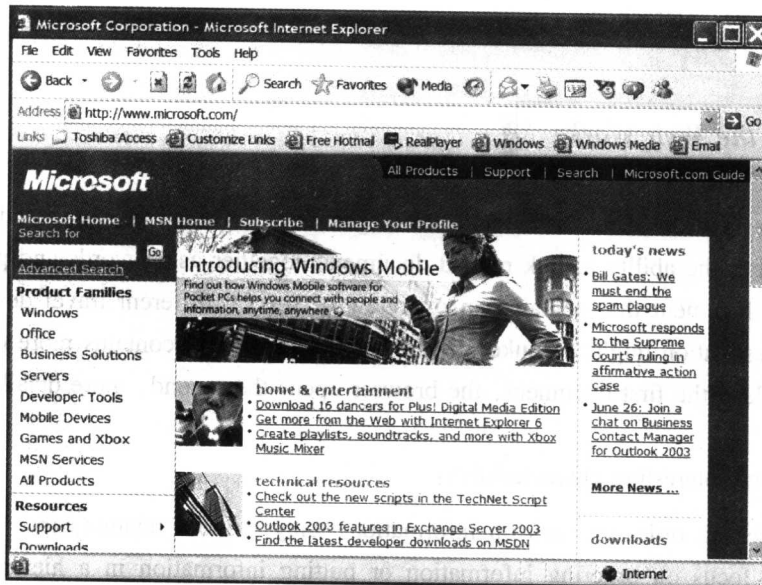 Microsoft Corporation - Microsoft Internet Explorer
File Edit View Favorites Tools Help
Back Search Favorites Media
Address http://www.microsoft.com/ Go
Links Toshiba Access Customize Links Free Hotmail RealPlayer Windows Windows Media Email
All Products | Support | Search | Microsoft.com Guide
Microsoft
Microsoft Home | MSN Home | Subscribe | Manage Your Profile
Search for
Go
Advanced Search
Product Families
Windows
Office
Business Solutions
Servers
Developer Tools
Mobile Devices
Games and Xbox
MSN Services
All Products
Resources
Support
Downloads
Introducing Windows Mobile
Find out how Windows Mobile software for
Pocket PCs helps you connect with people and
information, anytime, anywhere
home & entertainment
Download 16 dancers for Plus! Digital Media Edition
Get more from the Web with Internet Explorer 6
Create playlists, soundtracks, and more with Xbox
Music Mixer
technical resources
Check out the new scripts in the TechNet Script
Center
Outlook 2003 features in Exchange Server 2003
Find the latest developer downloads on MSDN
today's news
Bill Gates: We
must end the
spam plague
Microsoft responds
to the Supreme
Court's ruling in
affirmative action
case
June 26: Join a
chat on Business
Contact Manager
for Outlook 2003
More News ...
downloads
Internet